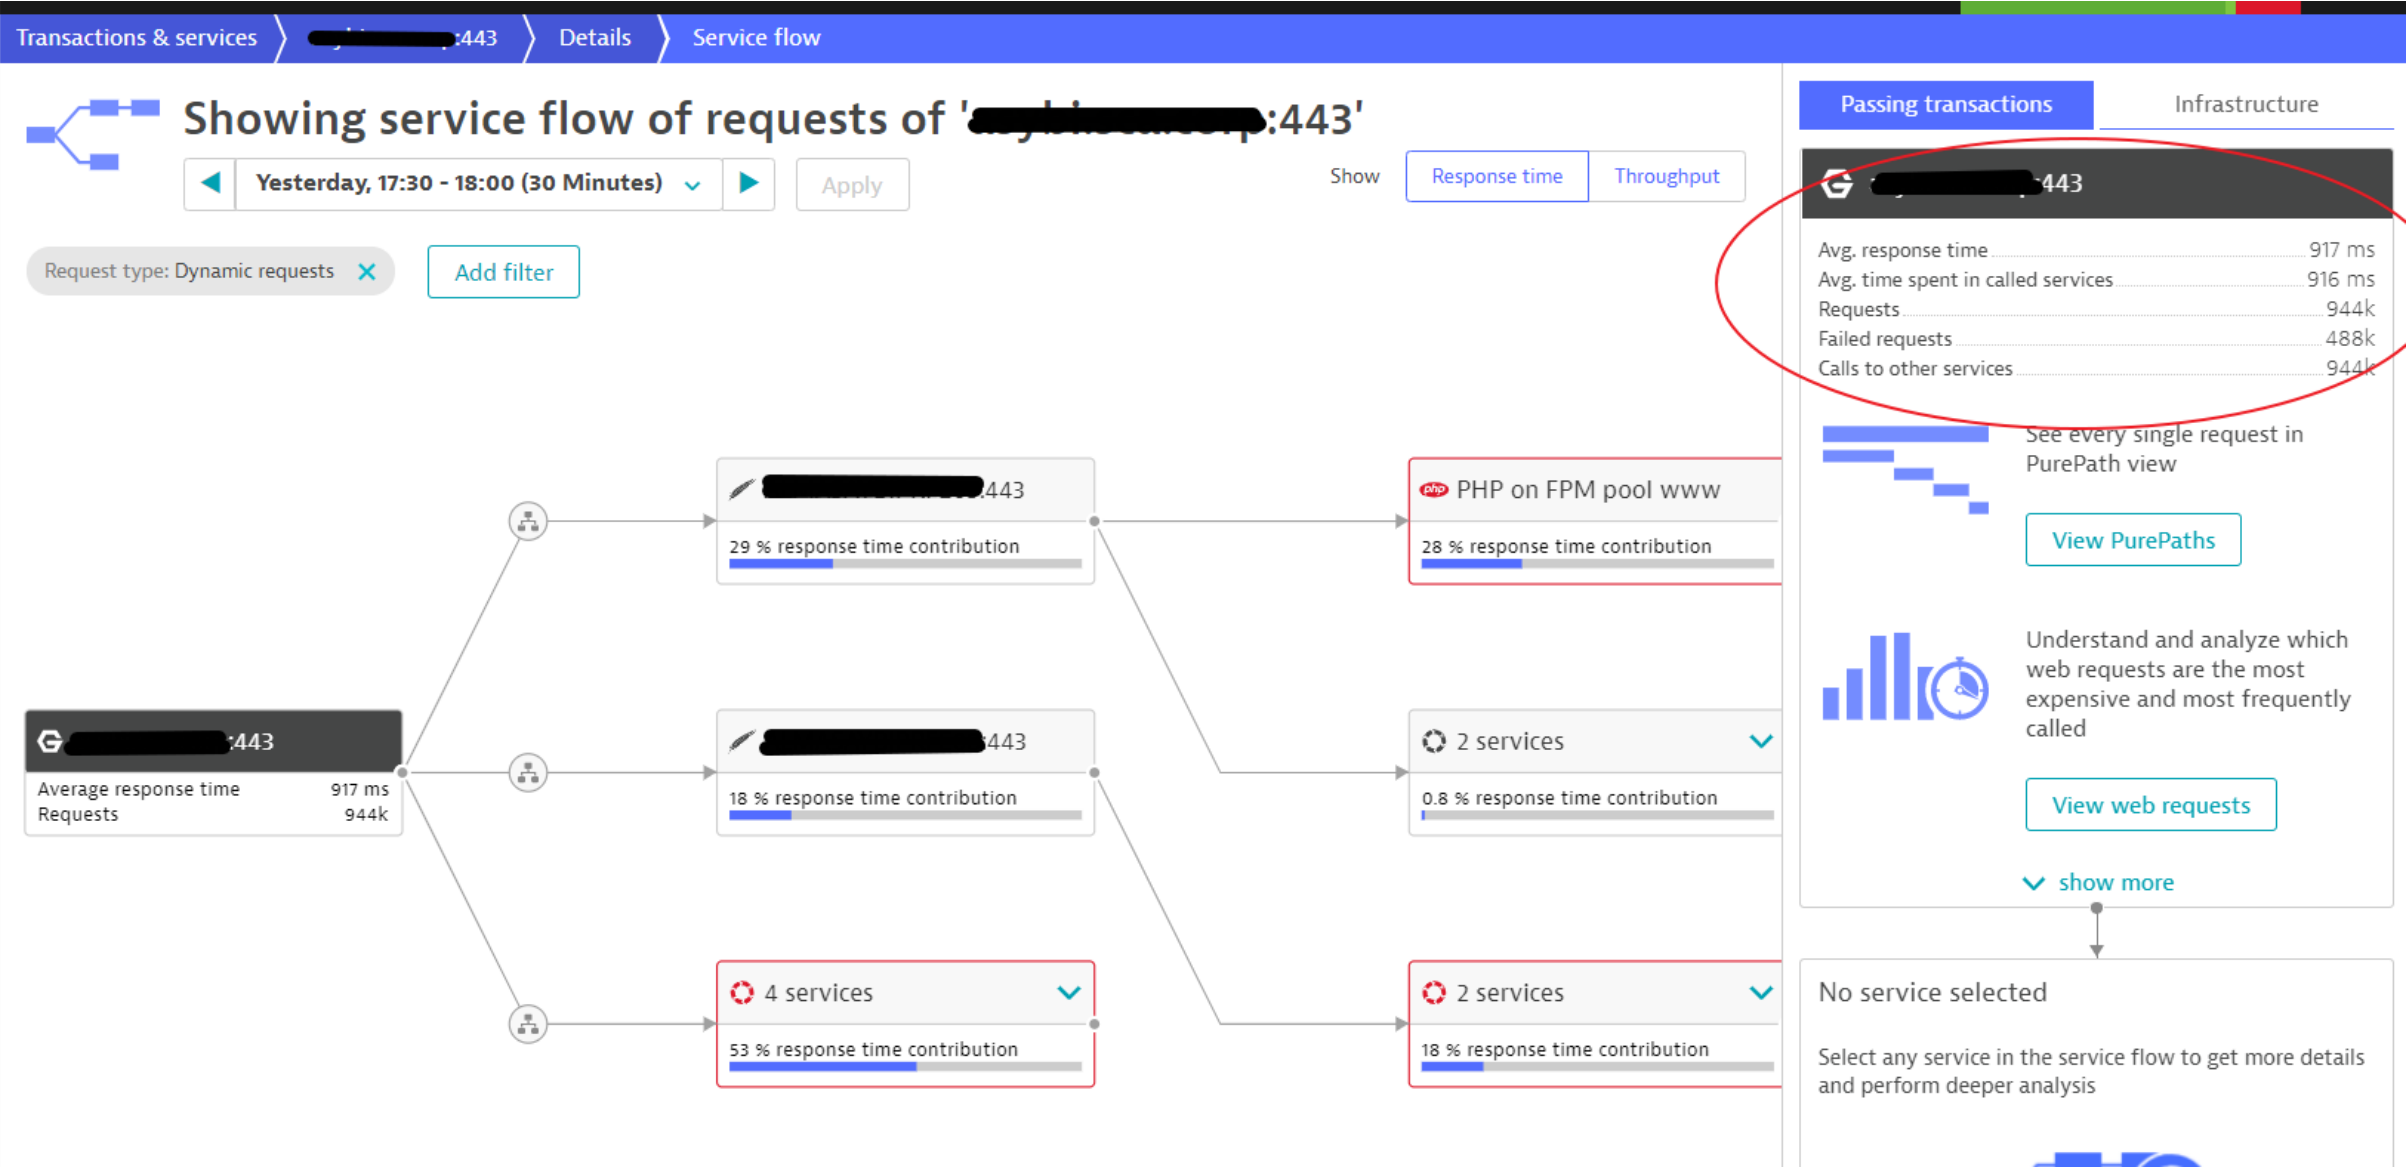 Transactions & services
:443
Details
Service flow
Showing service flow of requests of ' :443'
Yesterday, 17:30 - 18:00 (30 Minutes)
Apply
Show
Response time
Throughput
Request type: Dynamic requests
Add filter
:443
Average response time 917 ms
Requests 944k
:443
29 % response time contribution
:443
18 % response time contribution
4 services
53 % response time contribution
php PHP on FPM pool www
28 % response time contribution
2 services
0.8 % response time contribution
2 services
18 % response time contribution
Passing transactions
Infrastructure
:443
Avg. response time 917 ms
Avg. time spent in called services 916 ms
Requests 944k
Failed requests 488k
Calls to other services 944k
See every single request in
PurePath view
View PurePaths
Understand and analyze which
web requests are the most
expensive and most frequently
called
View web requests
show more
No service selected
Select any service in the service flow to get more details
and perform deeper analysis